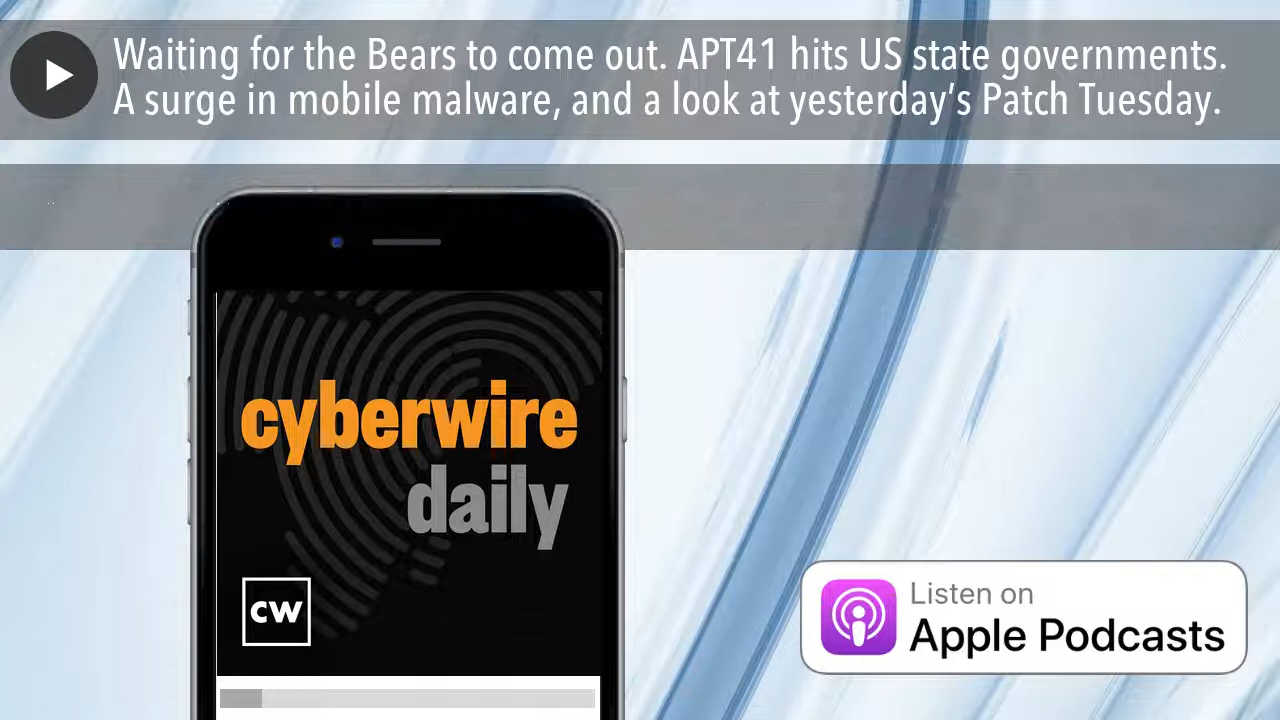 Waiting for the Bears to come out. APT41 hits US state governments.
A surge in mobile malware, and a look at yesterday’s Patch Tuesday.
cyberwire
daily
CW
Listen on
Apple Podcasts